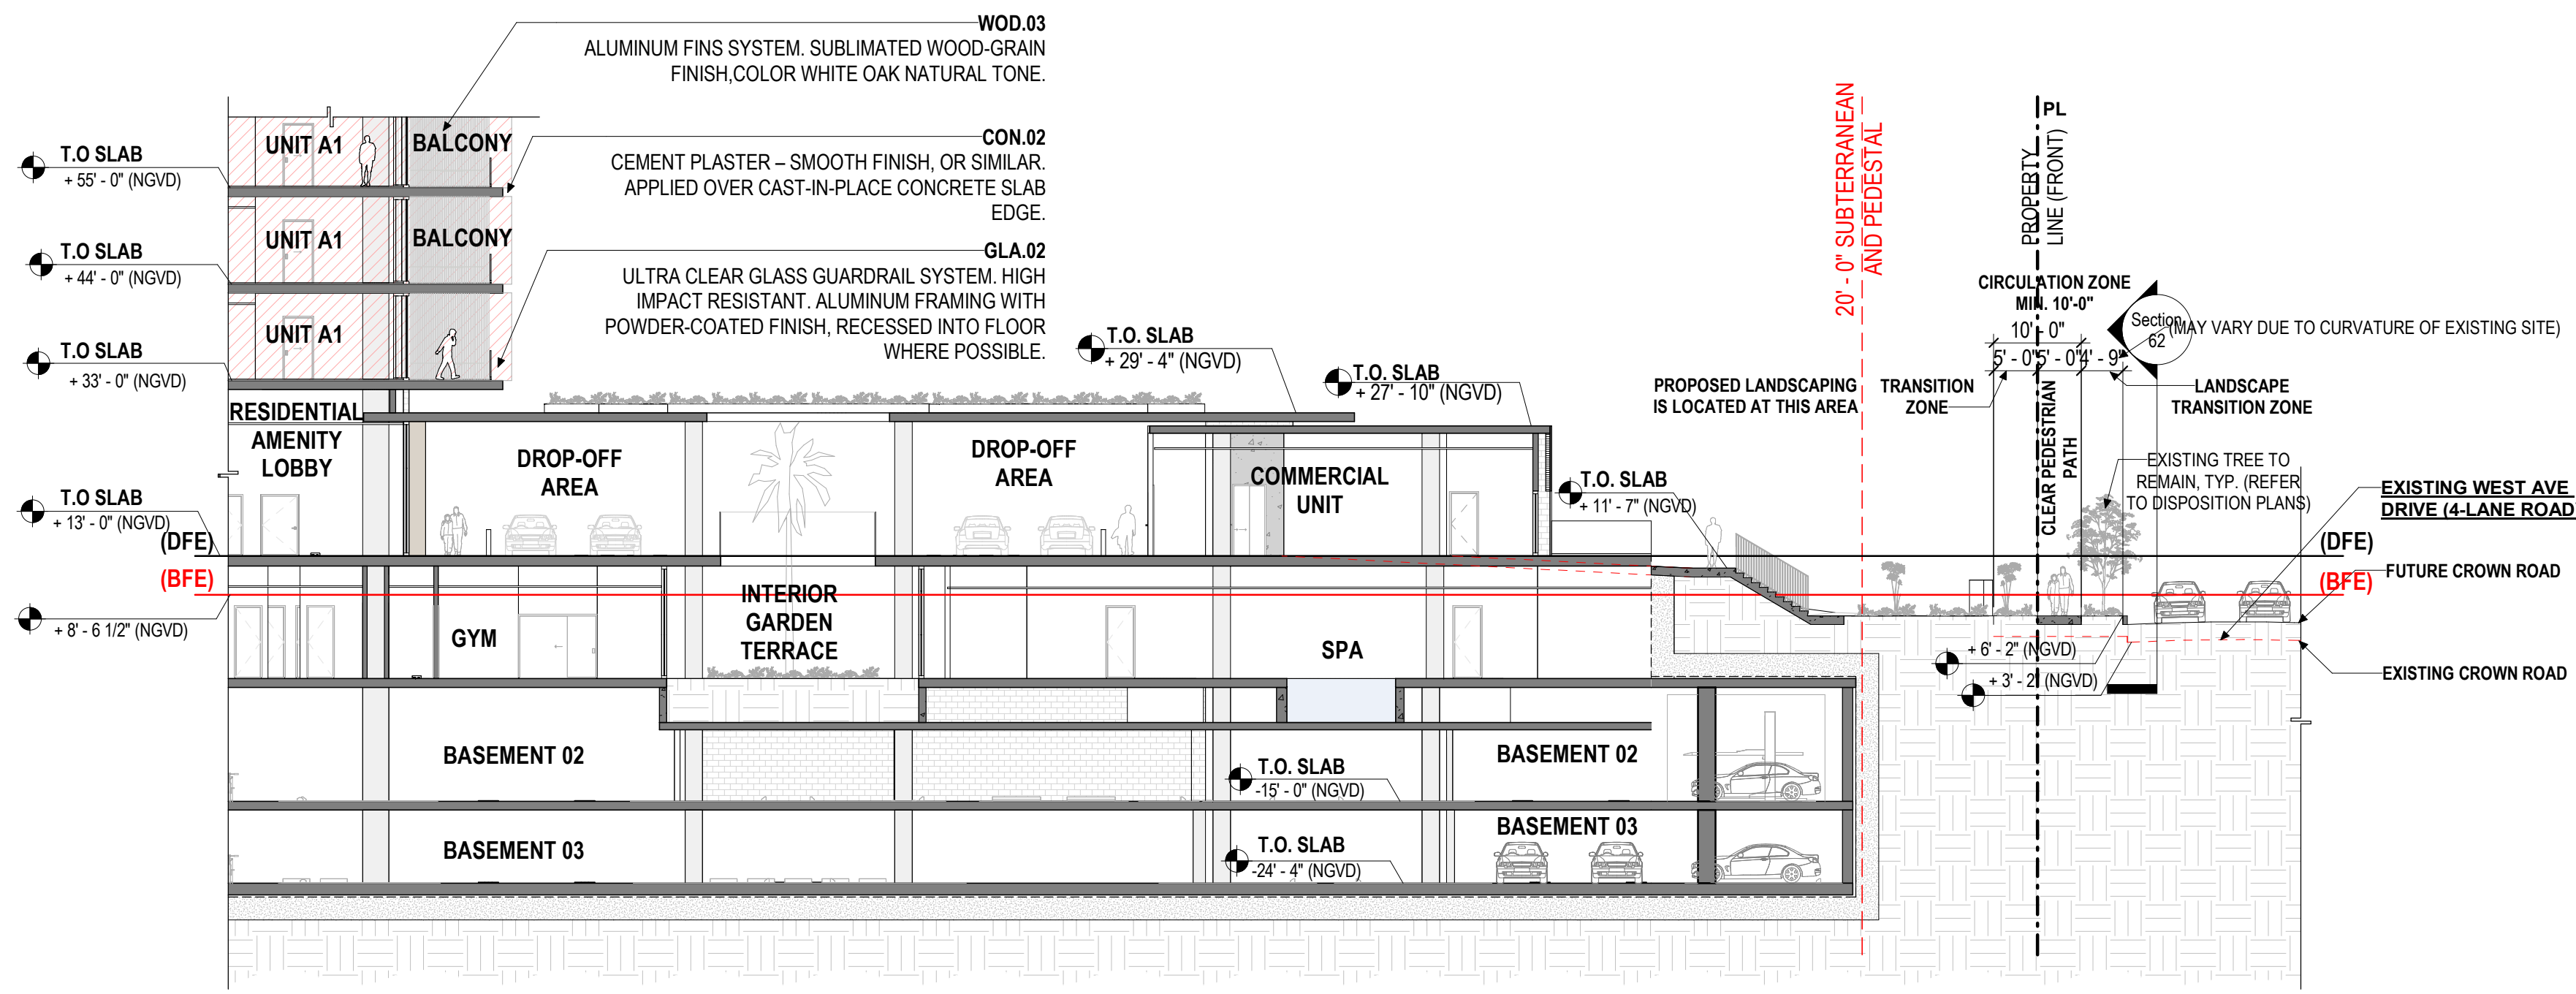 WOD.03
ALUMINUM FINS SYSTEM. SUBLIMATED WOOD-GRAIN
FINISH,COLOR WHITE OAK NATURAL TONE.
CON.02
CEMENT PLASTER – SMOOTH FINISH, OR SIMILAR.
APPLIED OVER CAST-IN-PLACE CONCRETE SLAB
EDGE.
GLA.02
ULTRA CLEAR GLASS GUARDRAIL SYSTEM. HIGH
IMPACT RESISTANT. ALUMINUM FRAMING WITH
POWDER-COATED FINISH, RECESSED INTO FLOOR
WHERE POSSIBLE.
T.O SLAB
+ 55' - 0" (NGVD)
T.O SLAB
+ 44' - 0" (NGVD)
T.O SLAB
+ 33' - 0" (NGVD)
T.O SLAB
+ 13' - 0" (NGVD)
(DFE)
(BFE)
+ 8' - 6 1/2" (NGVD)
UNIT A1
BALCONY
UNIT A1
BALCONY
UNIT A1
RESIDENTIAL
AMENITY
LOBBY
DROP-OFF
AREA
DROP-OFF
AREA
T.O. SLAB
+ 29' - 4" (NGVD)
T.O. SLAB
+ 27' - 10" (NGVD)
COMMERCIAL
UNIT
T.O. SLAB
+ 11' - 7" (NGVD)
GYM
INTERIOR
GARDEN
TERRACE
SPA
BASEMENT 02
BASEMENT 03
T.O. SLAB
-15' - 0" (NGVD)
T.O. SLAB
-24' - 4" (NGVD)
BASEMENT 02
BASEMENT 03
20' - 0" SUBTERRANEAN
AND PEDESTAL
PROPERTY
LINE (FRONT)
PL
CIRCULATION ZONE
MIN. 10'-0"
10' - 0"
5' - 0"
5' - 0"
4' - 9"
Section
62
(MAY VARY DUE TO CURVATURE OF EXISTING SITE)
PROPOSED LANDSCAPING
IS LOCATED AT THIS AREA
TRANSITION
ZONE
LANDSCAPE
TRANSITION ZONE
CLEAR PEDESTRIAN
PATH
EXISTING TREE TO
REMAIN, TYP. (REFER
TO DISPOSITION PLANS)
EXISTING WEST AVE
DRIVE (4-LANE ROAD
(DFE)
(BFE)
FUTURE CROWN ROAD
EXISTING CROWN ROAD
+ 6' - 2" (NGVD)
+ 3' - 2" (NGVD)